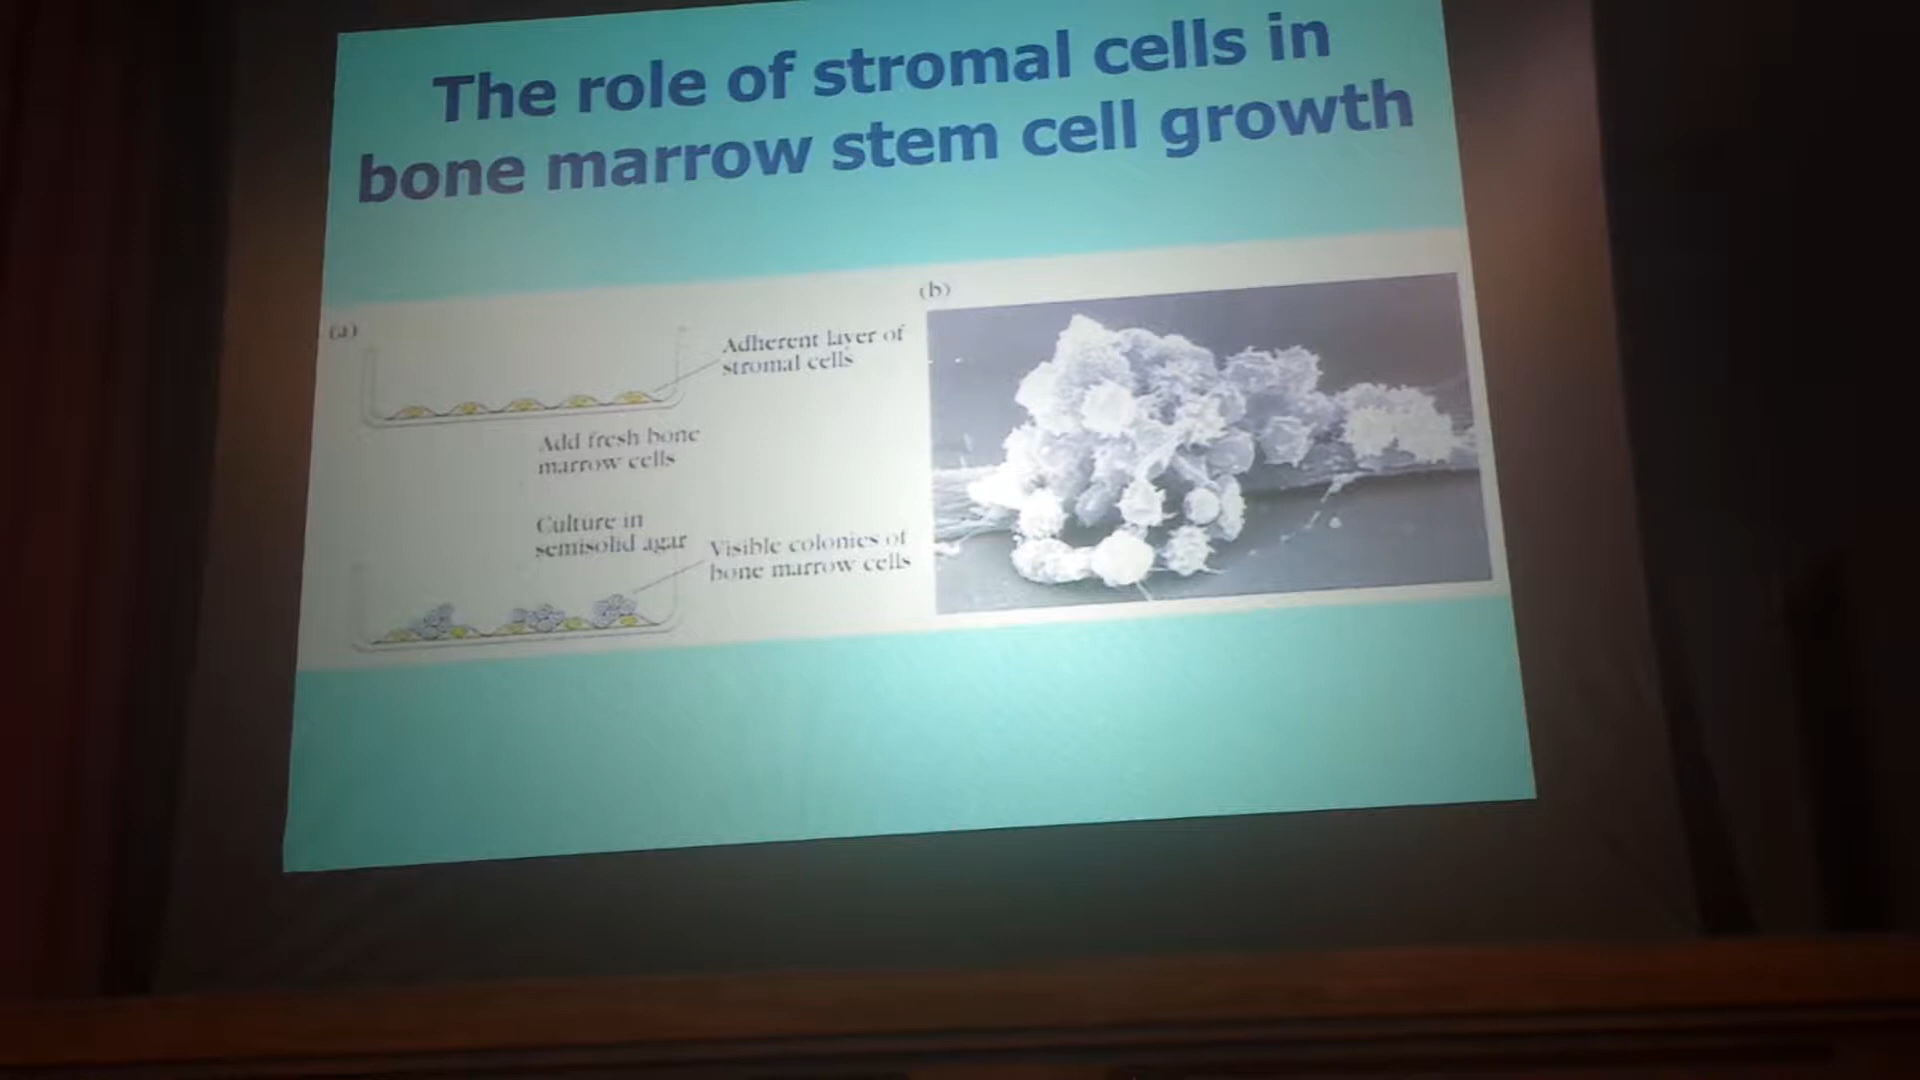 The role of stromal cells in
bone marrow stem cell growth
(a)
Adherent layer of
stromal cells
Add fresh bone
marrow cells
Culture in
semisolid agar
Visible colonies of
bone marrow cells
(b)